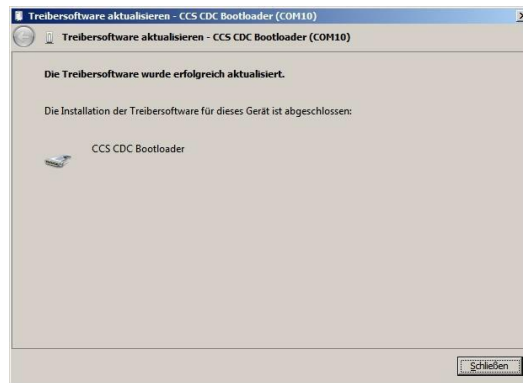 Treibersoftware aktualisieren - CCS CDC Bootloader (COM10)
Treibersoftware aktualisieren - CCS CDC Bootloader (COM10)
Die Treibersoftware wurde erfolgreich aktualisiert.
Die Installation der Treibersoftware für dieses Gerät ist abgeschlossen:
CCS CDC Bootloader
Schließen